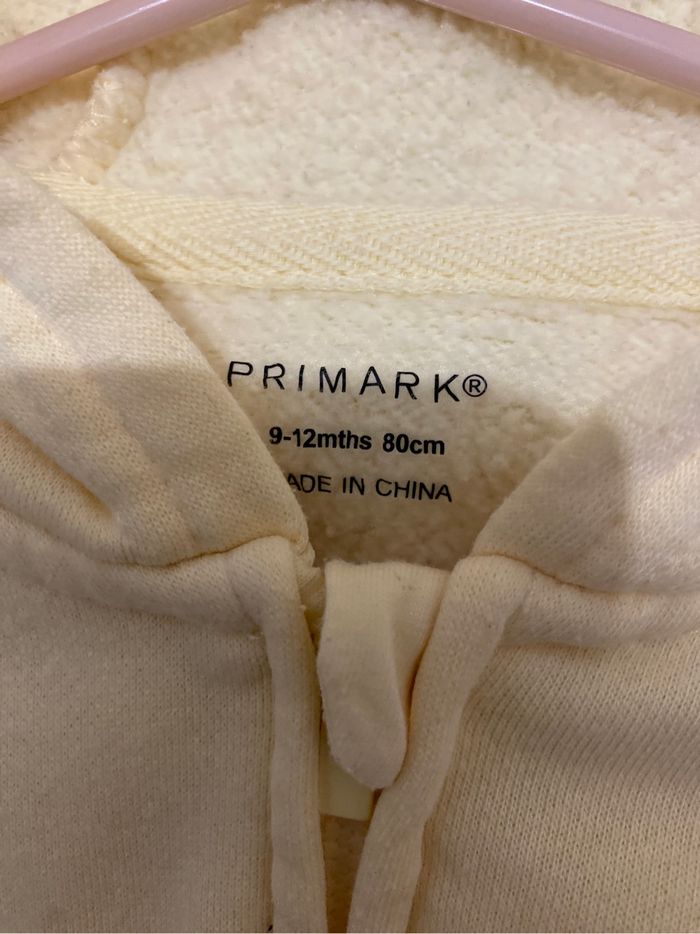 PRIMARK®
9-12mths 80cm
ADE IN CHINA